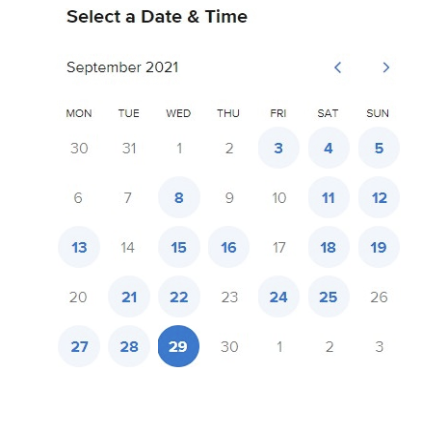 Select a Date & Time
September 2021
MON TUE WED THU FRI SAT SUN
30 31 1 2 3 4 5
6 7 8 9 10 11 12
13 14 15 16 17 18 19
20 21 22 23 24 25 26
27 28 29 30 1 2 3